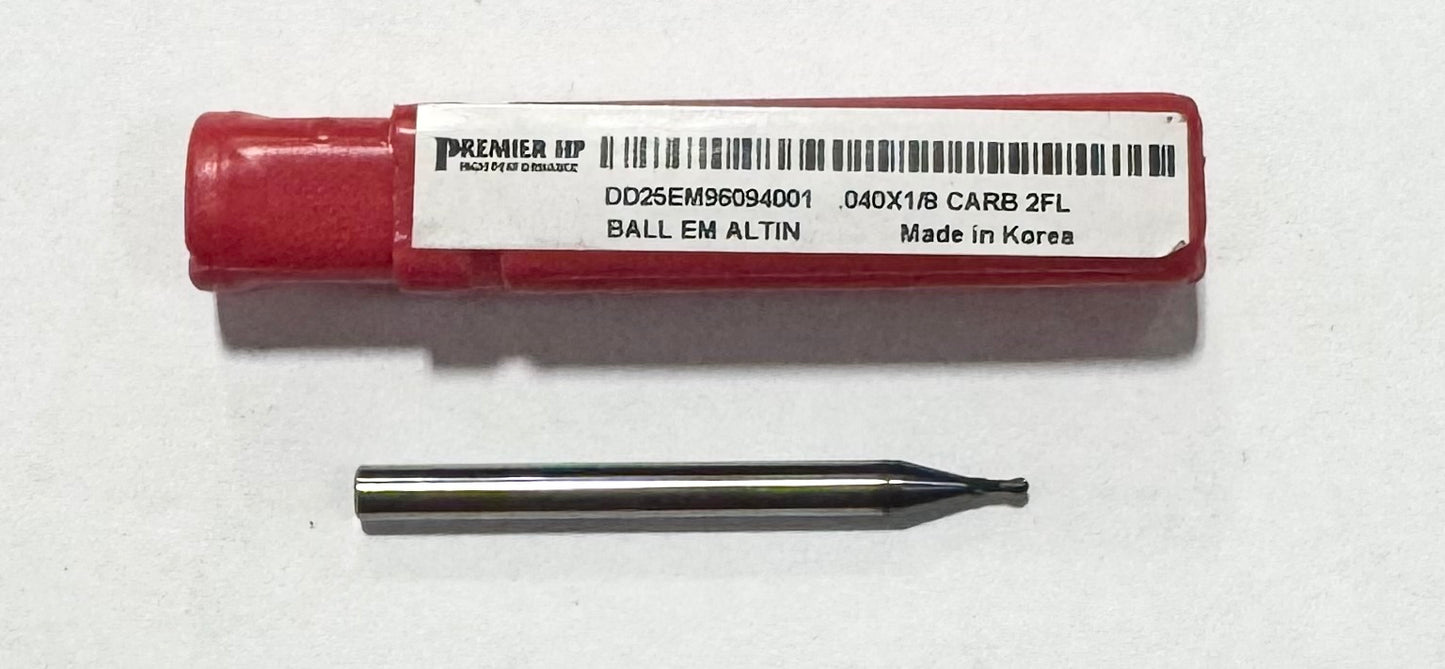 PREMIER HP
DD25EM96094001 .040X1/8 CARB 2FL
BALL EM ALTIN Made in Korea